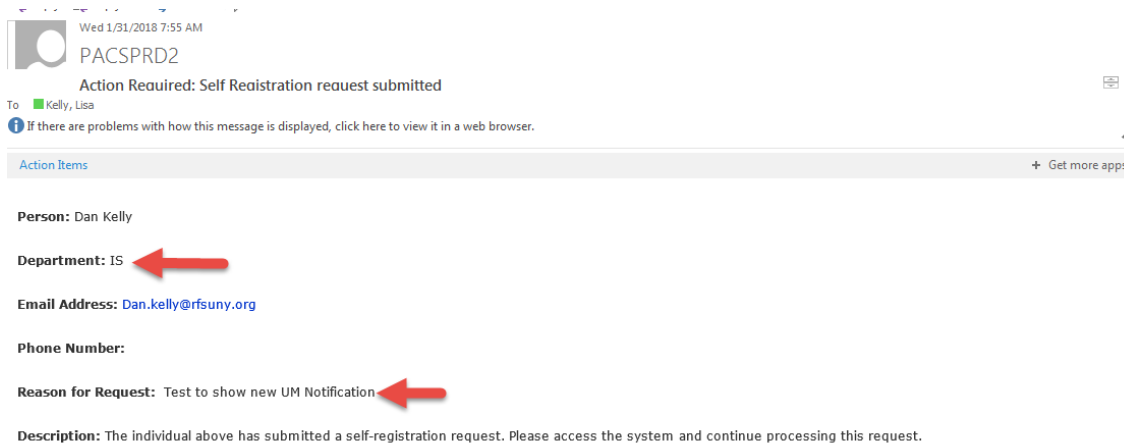 Wed 1/31/2018 7:55 AM
PACSPRD2
Action Required: Self Registration request submitted
To Kelly, Lisa
If there are problems with how this message is displayed, click here to view it in a web browser.
Action Items + Get more apps
Person: Dan Kelly
Department: IS
Email Address: Dan.kelly@rfsuny.org
Phone Number:
Reason for Request: Test to show new UM Notification
Description: The individual above has submitted a self-registration request. Please access the system and continue processing this request.